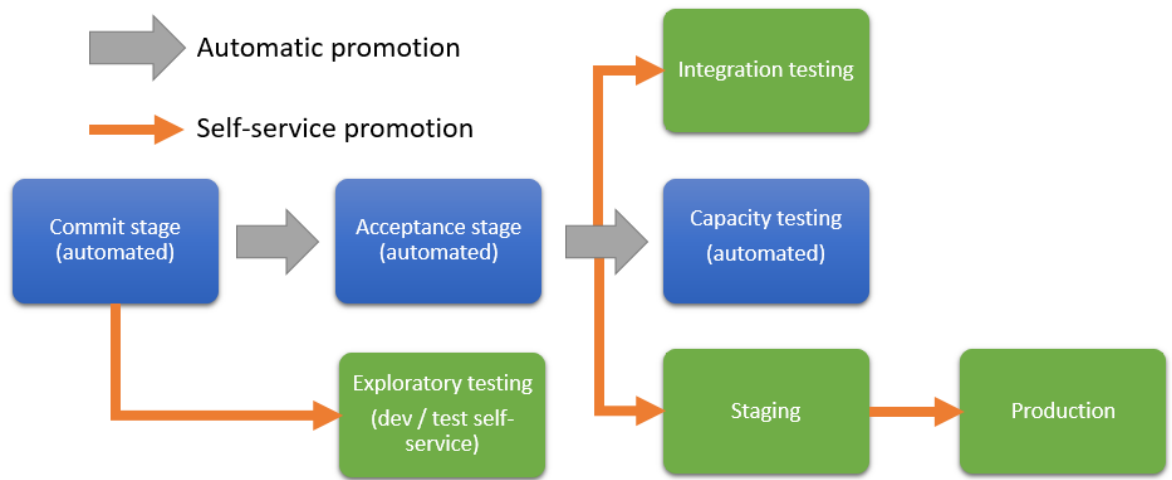 Automatic promotion
Self-service promotion
Integration testing
Commit stage
(automated)
Acceptance stage
(automated)
Capacity testing
(automated)
Exploratory testing
(dev / test self-
service)
Staging
Production